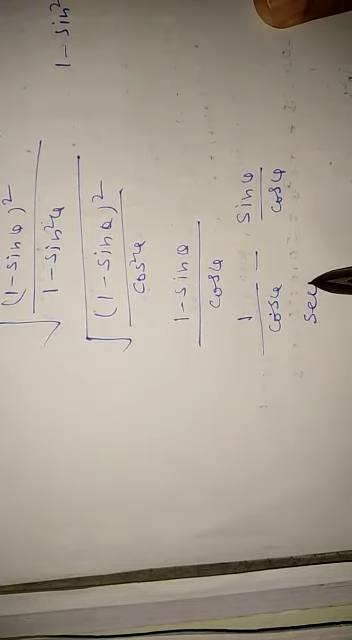 1 - sin²
√((1 - sinθ)² / (1 - sin²θ))
√((1 - sinθ)² / cos²θ)
(1 - sinθ) / cosθ
1/cosθ - sinθ/cosθ
sec